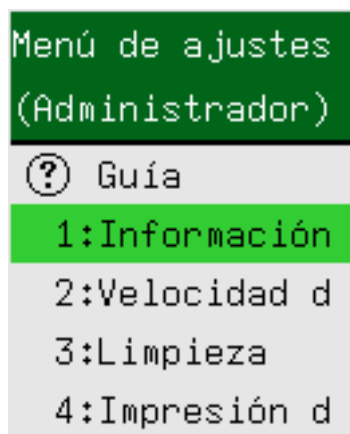 Menú de ajustes
(Administrador)
? Guía
1:Información
2:Velocidad d
3:Limpieza
4:Impresión d